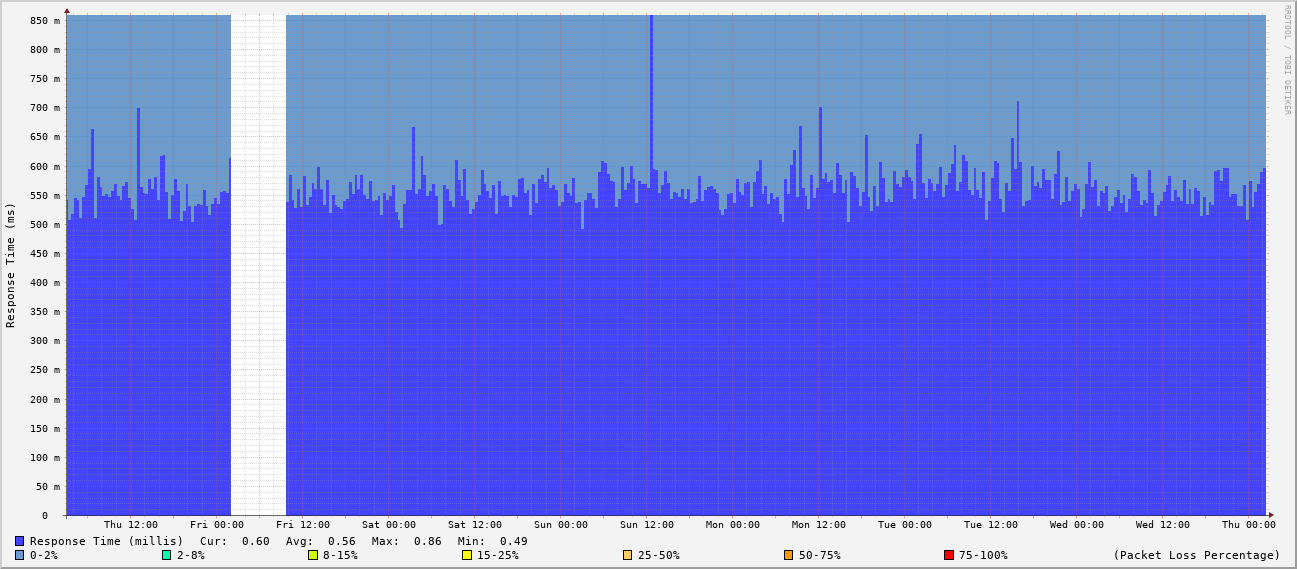 850 m
800 m
750 m
700 m
650 m
600 m
550 m
500 m
450 m
400 m
350 m
300 m
250 m
200 m
150 m
100 m
50 m
0
Response Time (ms)
RRDTOOL / TOBI OETIKER
Thu 12:00 Fri 00:00 Fri 12:00 Sat 00:00 Sat 12:00 Sun 00:00 Sun 12:00 Mon 00:00 Mon 12:00 Tue 00:00 Tue 12:00 Wed 00:00 Wed 12:00 Thu 00:00
Response Time (millis) Cur: 0.60 Avg: 0.56 Max: 0.86 Min: 0.49
0-2% 2-8% 8-15% 15-25% 25-50% 50-75% 75-100% (Packet Loss Percentage)